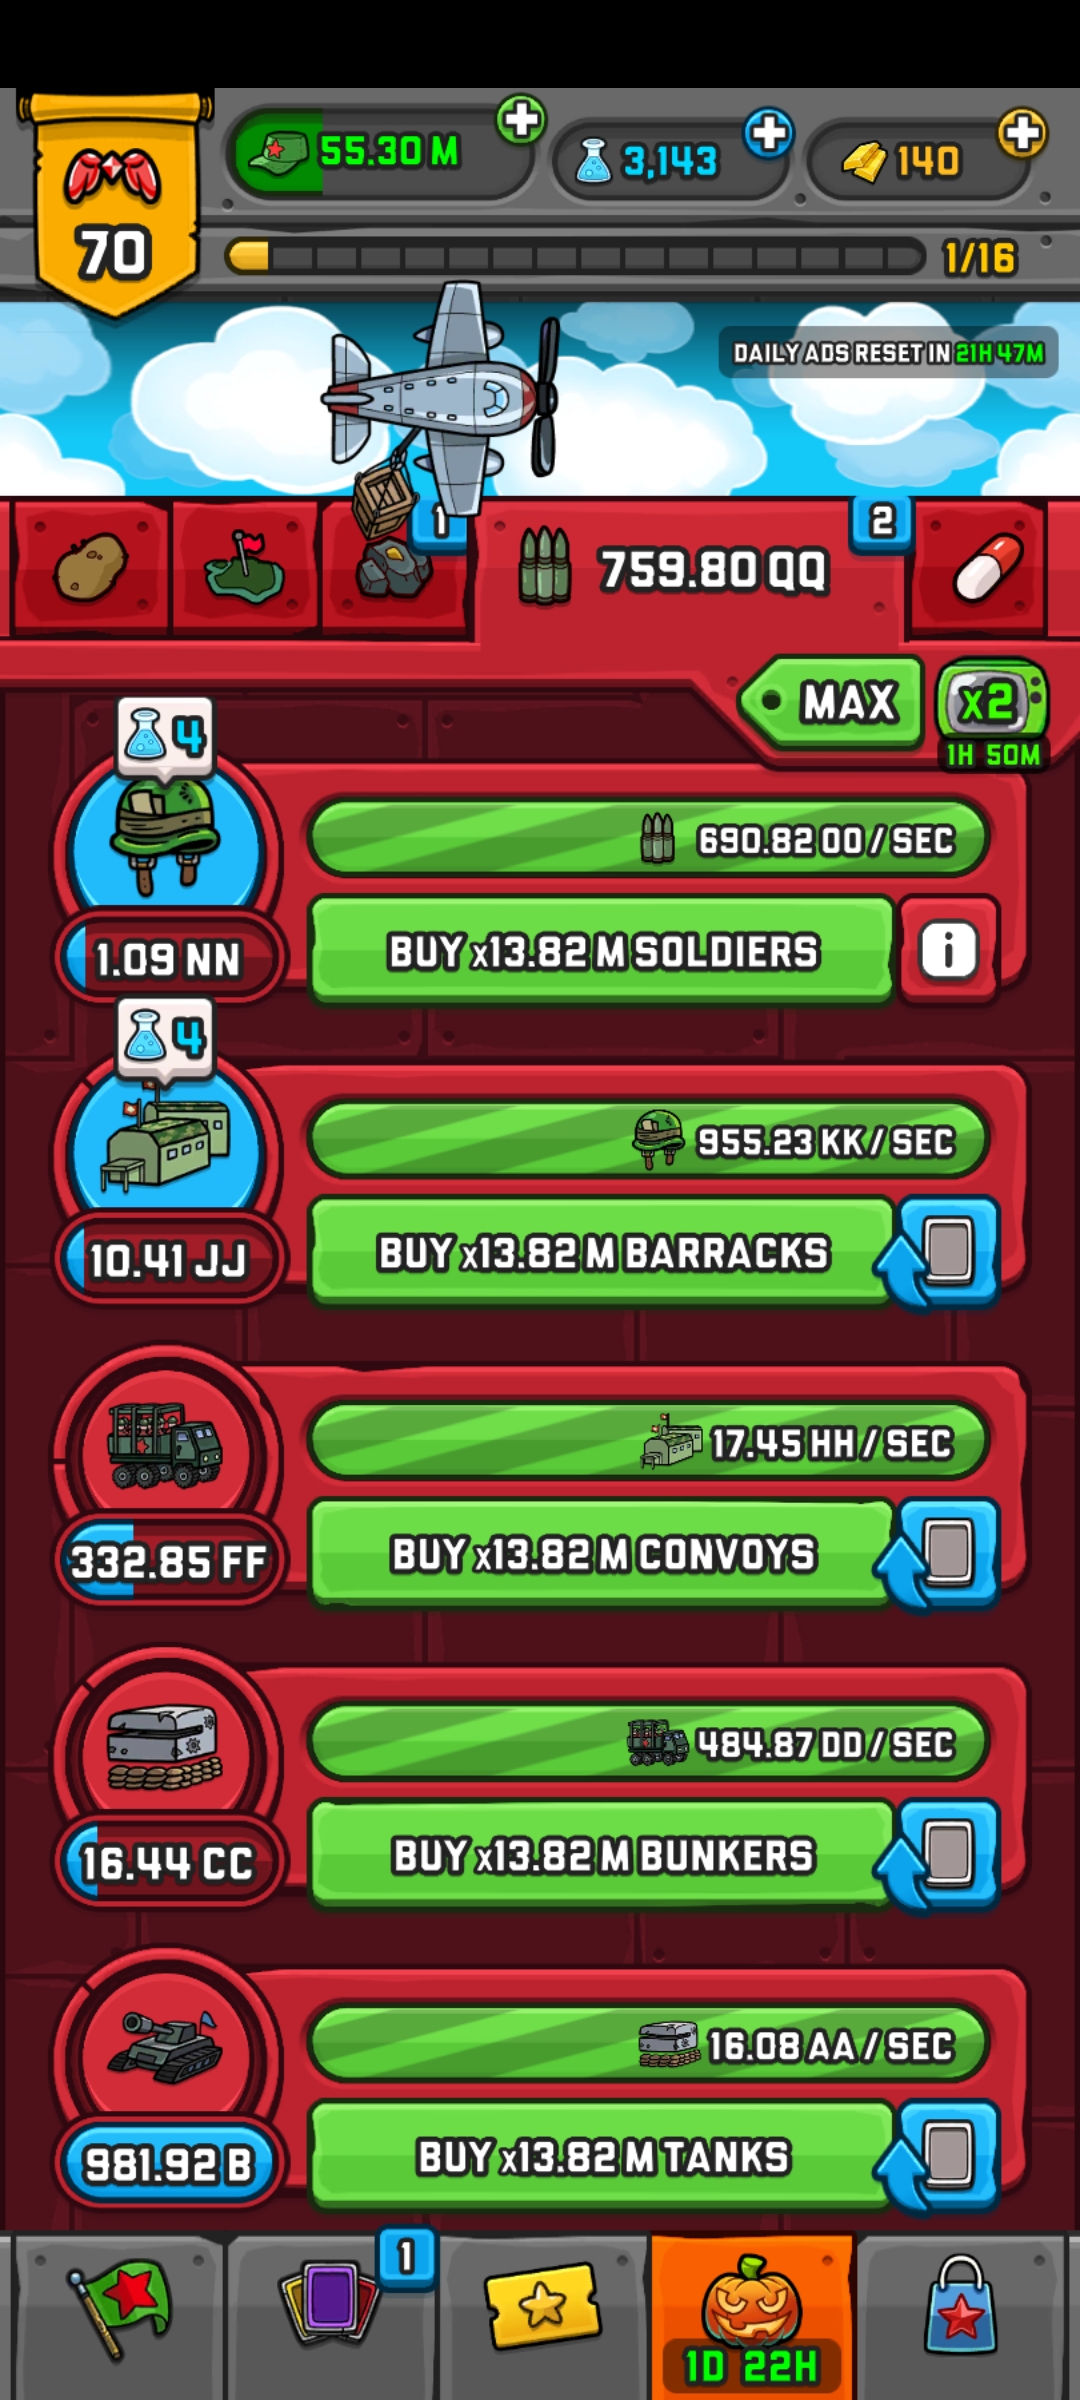 70
55.30 M
3,143
140
1/16
DAILY ADS RESET IN 21H 47M
1
759.80 QQ
2
MAX
x2
1H 50M
4
690.82 OO / SEC
BUY x13.82 M SOLDIERS
i
1.09 NN
4
955.23 KK / SEC
BUY x13.82 M BARRACKS
10.41 JJ
17.45 HH / SEC
BUY x13.82 M CONVOYS
332.85 FF
484.87 DD / SEC
BUY x13.82 M BUNKERS
16.44 CC
16.08 AA / SEC
BUY x13.82 M TANKS
981.92 B
1
1D 22H